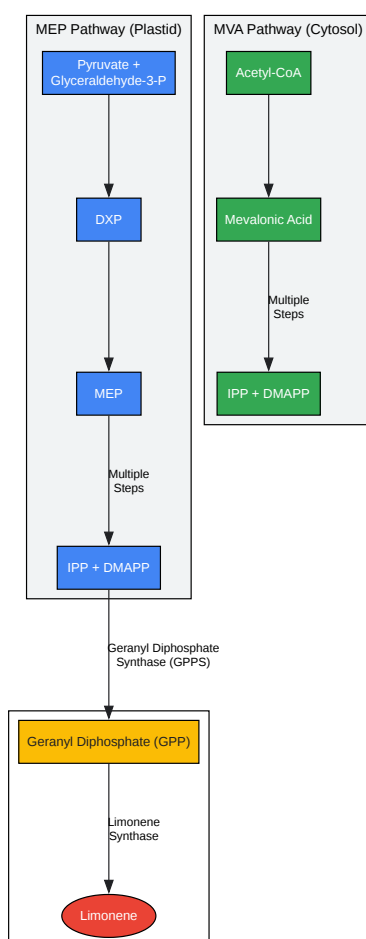 MEP Pathway (Plastid)
Pyruvate +
Glyceraldehyde-3-P
DXP
MEP
Multiple
Steps
IPP + DMAPP
MVA Pathway (Cytosol)
Acetyl-CoA
Mevalonic Acid
Multiple
Steps
IPP + DMAPP
Geranyl Diphosphate
Synthase (GPPS)
Geranyl Diphosphate (GPP)
Limonene
Synthase
Limonene